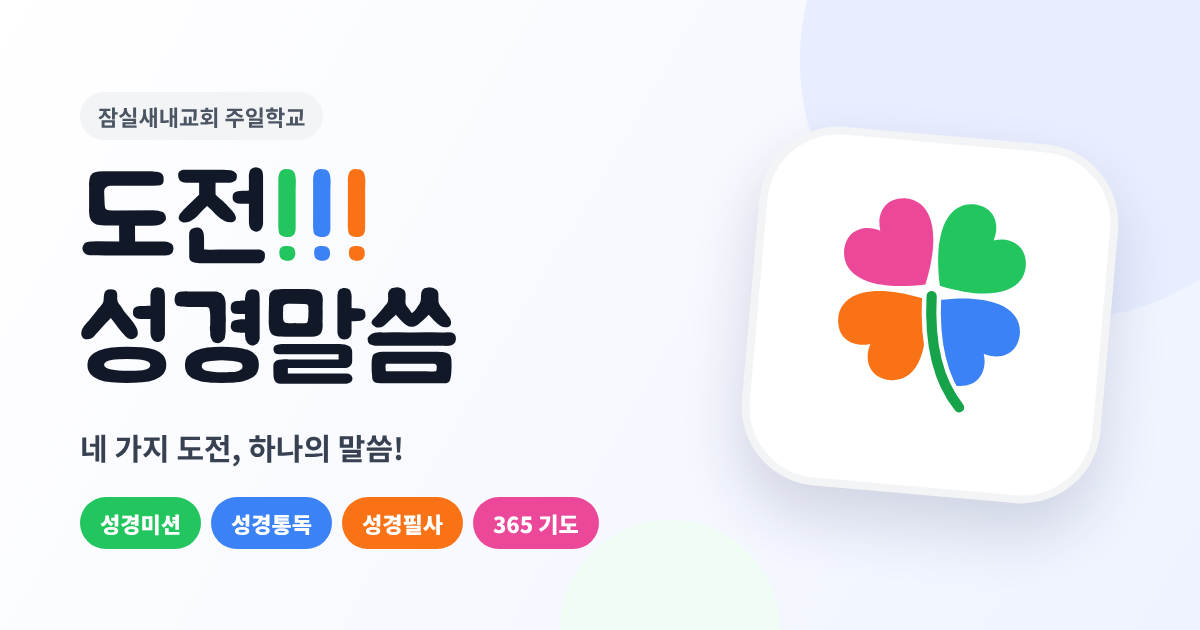 잠실새내교회 주일학교
도전!!!
성경말씀
네 가지 도전, 하나의 말씀!
성경미션 성경통독 성경필사 365 기도